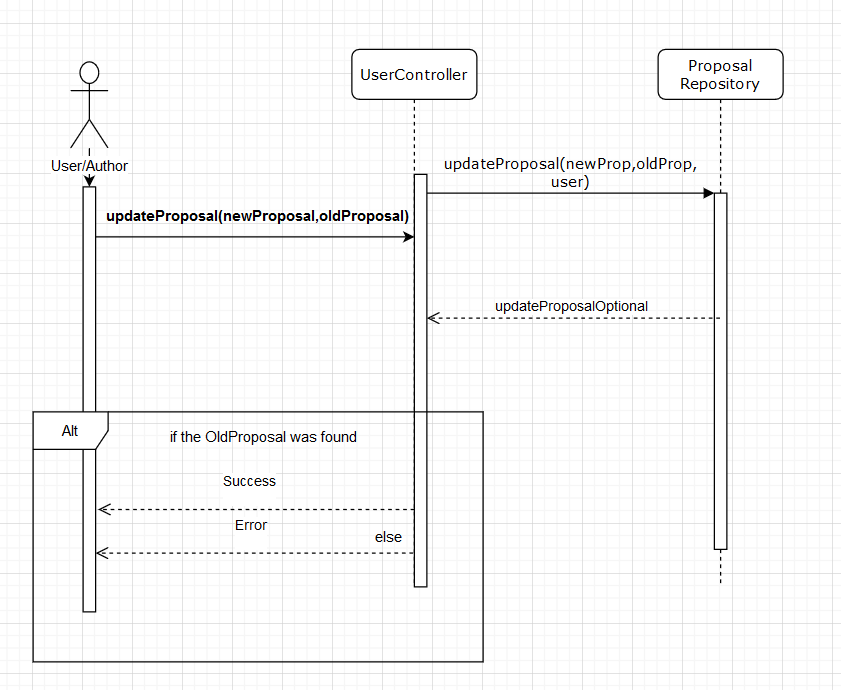 UserController
Proposal
Repository
User/Author
updateProposal(newProp,oldProp,
user)
updateProposal(newProposal,oldProposal)
updateProposalOptional
Alt
if the OldProposal was found
Success
Error
else